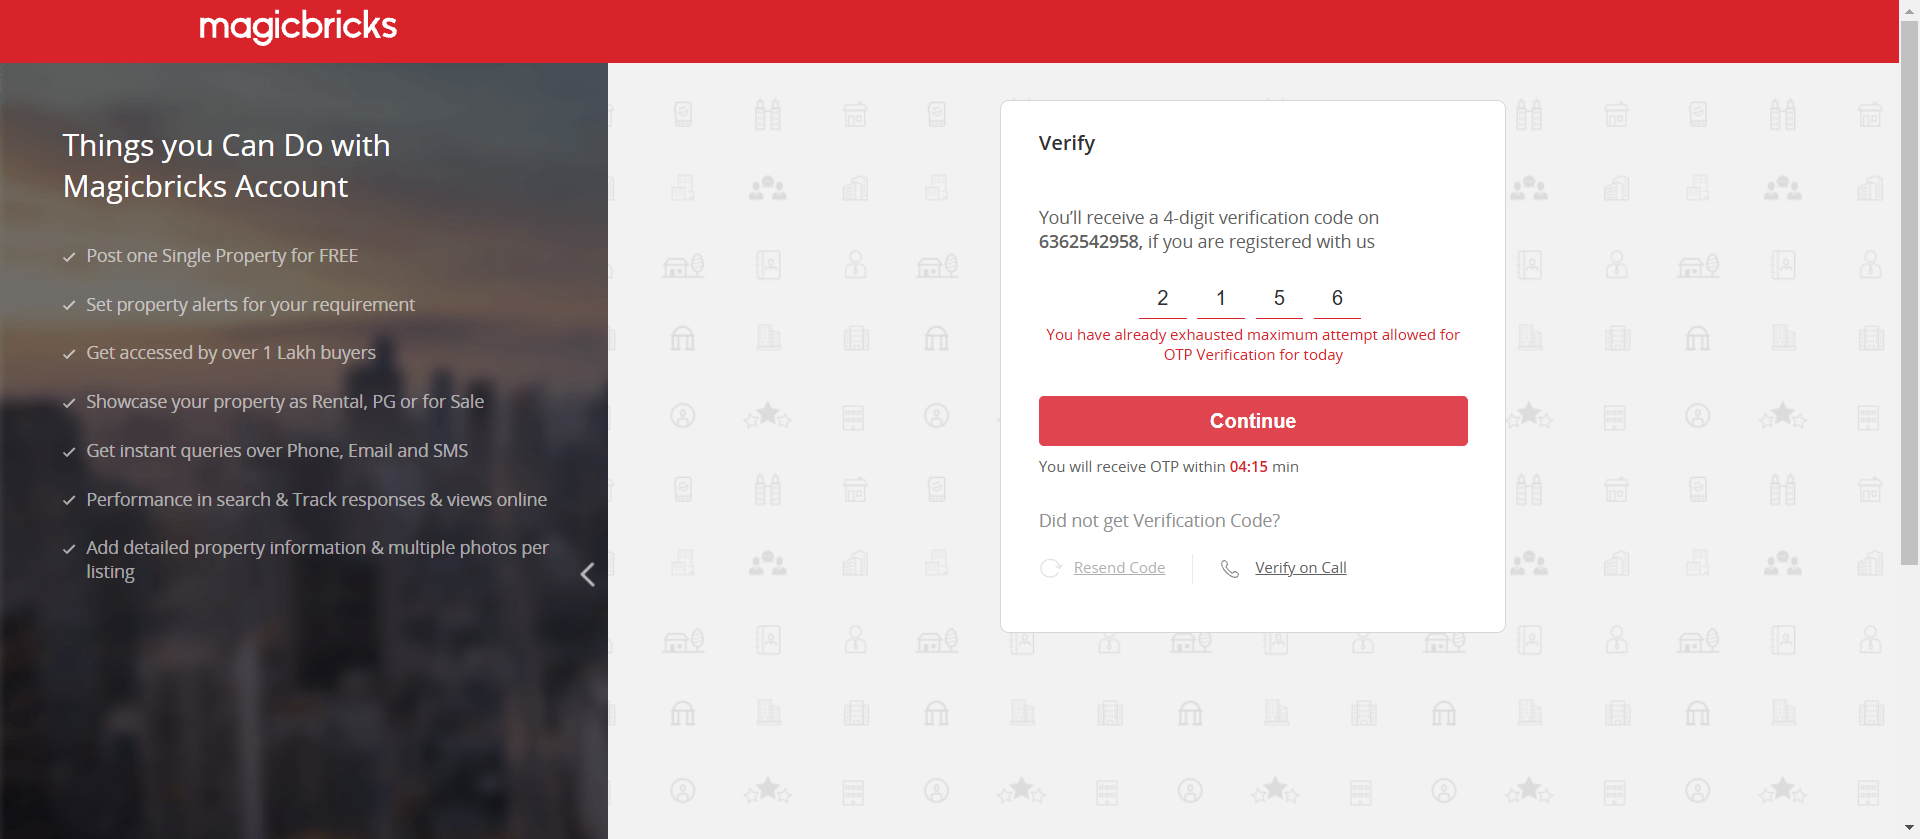 magicbricks
Things you Can Do with
Magicbricks Account
Post one Single Property for FREE
Set property alerts for your requirement
Get accessed by over 1 Lakh buyers
Showcase your property as Rental, PG or for Sale
Get instant queries over Phone, Email and SMS
Performance in search & Track responses & views online
Add detailed property information & multiple photos per
listing
Verify
You’ll receive a 4-digit verification code on
6362542958, if you are registered with us
2 1 5 6
You have already exhausted maximum attempt allowed for
OTP Verification for today
Continue
You will receive OTP within 04:15 min
Did not get Verification Code?
Resend Code
Verify on Call